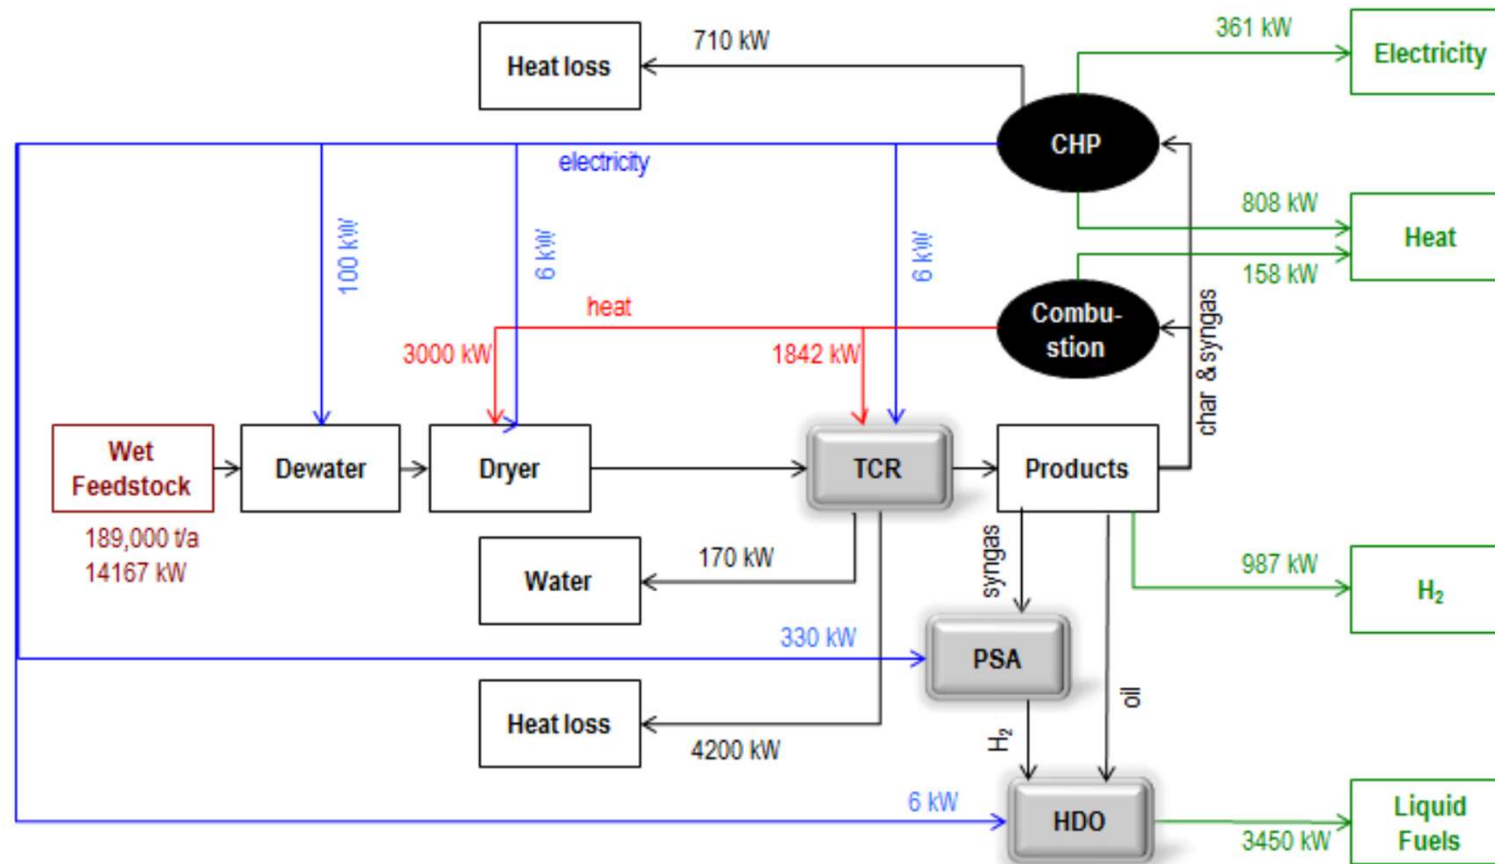 710 kW
361 kW
Heat loss
Electricity
CHP
electricity
808 kW
Heat
158 kW
100 kW
6 kW
6 kW
heat
Combu-
stion
3000 kW
1842 kW
char & syngas
Wet
Feedstock
Dewater
Dryer
TCR
Products
189,000 t/a
14167 kW
Water
170 kW
syngas
987 kW
H₂
330 kW
PSA
Heat loss
4200 kW
H₂
oil
6 kW
HDO
3450 kW
Liquid
Fuels